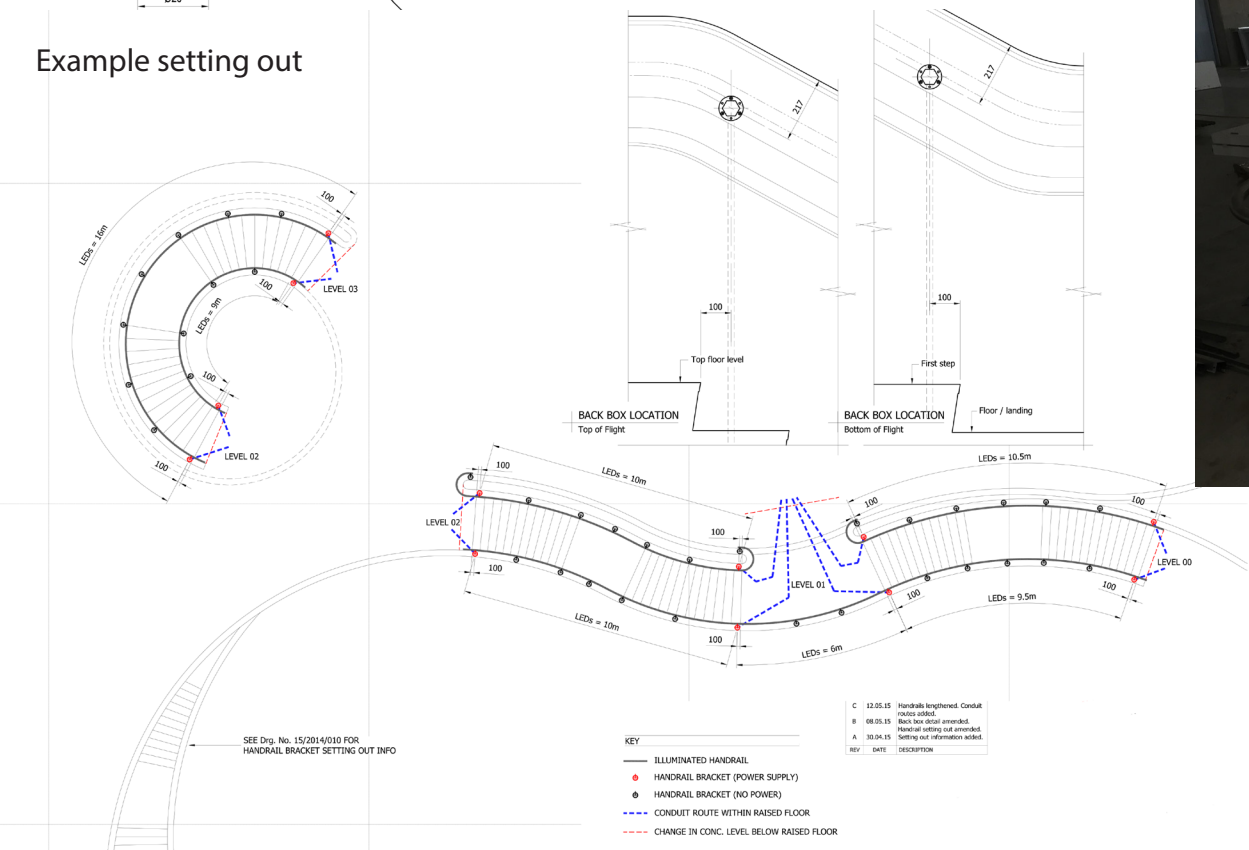 Example setting out
217
217
100
LEDs = 16m
LEVEL 03
100
LEDs = 9m
100
100
LEVEL 02
100
Top floor level
100
First step
Floor / landing
BACK BOX LOCATION
Top of Flight
BACK BOX LOCATION
Bottom of Flight
100
LEDs = 10m
LEDs = 10.5m
100
100
LEVEL 02
100
LEVEL 01
LEVEL 00
100
100
100
LEDs = 9.5m
LEDs = 10m
100
LEDs = 6m
SEE Drg. No. 15/2014/010 FOR
HANDRAIL BRACKET SETTING OUT INFO
C 12.05.15 Handrails lengthened. Conduit
routes added.
B 08.05.15 Back box detail amended.
Handrail setting out amended.
A 30.04.15 Setting out information added.
REV DATE DESCRIPTION
KEY
ILLUMINATED HANDRAIL
HANDRAIL BRACKET (POWER SUPPLY)
HANDRAIL BRACKET (NO POWER)
CONDUIT ROUTE WITHIN RAISED FLOOR
CHANGE IN CONC. LEVEL BELOW RAISED FLOOR